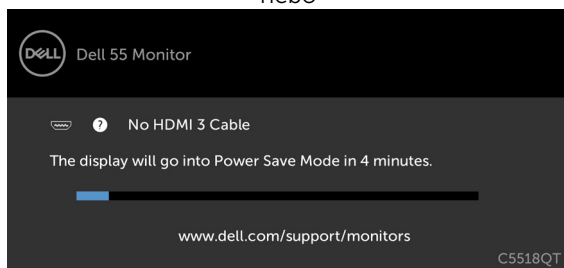 nebo
DELL
Dell 55 Monitor
? No HDMI 3 Cable
The display will go into Power Save Mode in 4 minutes.
www.dell.com/support/monitors
C5518QT